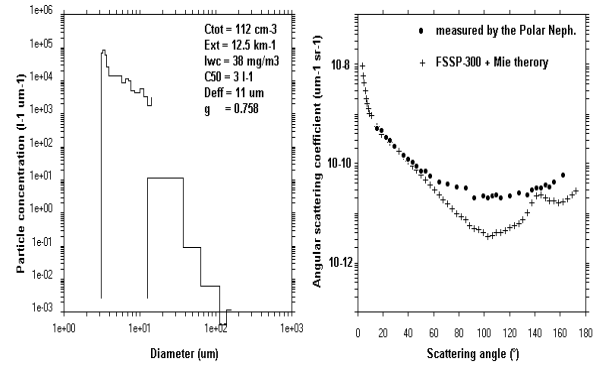 Ctot = 112 cm-3
Ext = 12.5 km-1
Iwc = 38 mg/m3
C50 = 3 l-1
Deff = 11 um
g = 0.758
Particle concentration (l-1 um-1)
1e+06
1e+05
1e+04
1e+03
1e+02
1e+01
1e+00
1e-01
1e-02
1e-03
1e+00
1e+01
1e+02
1e+03
Diameter (um)
measured by the Polar Neph.
FSSP-300 + Mie therory
Angular scattering coefficient (um-1 sr-1)
10-8
10-10
10-12
0 20 40 60 80 100 120 140 160 180
Scattering angle (°)